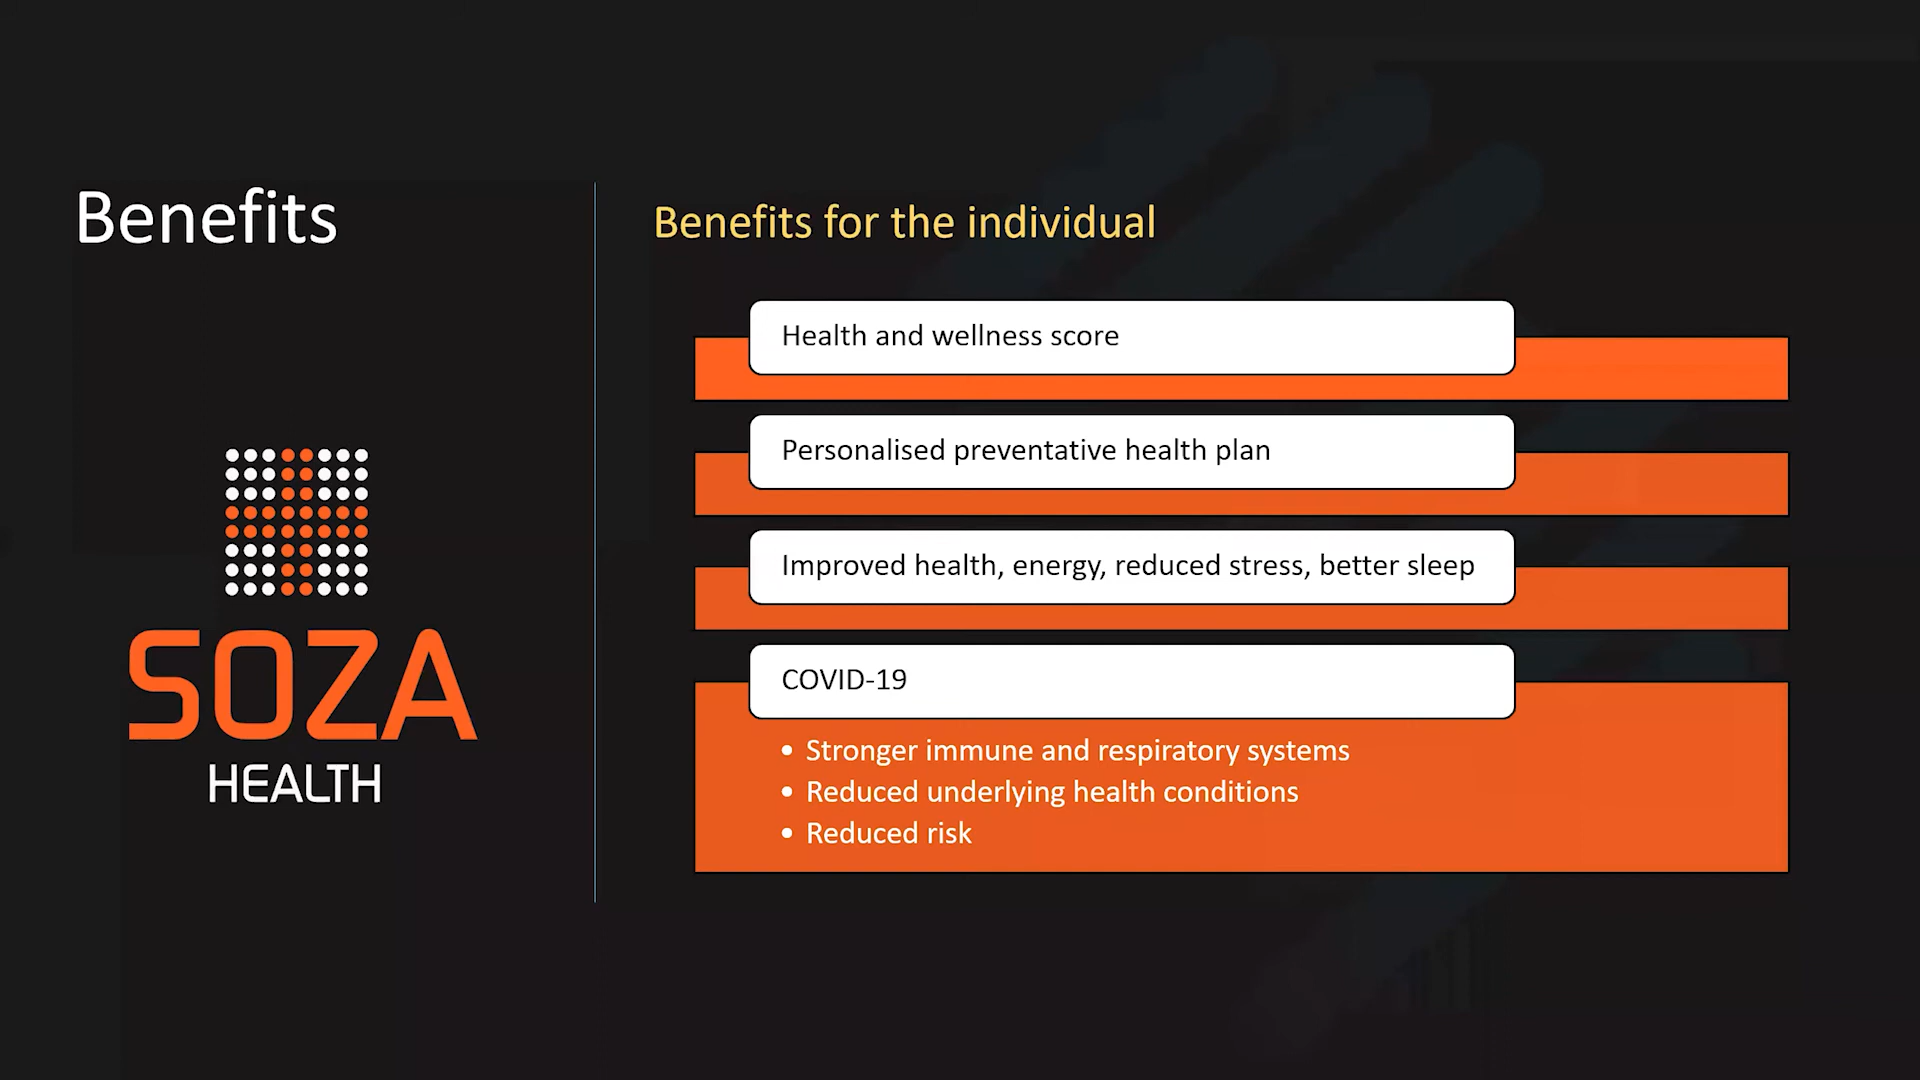 Benefits
SOZA
HEALTH
Benefits for the individual
Health and wellness score
Personalised preventative health plan
Improved health, energy, reduced stress, better sleep
COVID-19
• Stronger immune and respiratory systems
• Reduced underlying health conditions
• Reduced risk